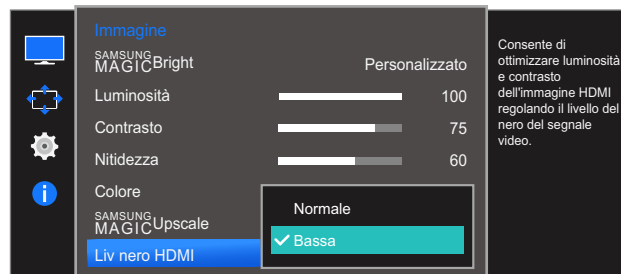 Immagine
SAMSUNG
MAGICBright Personalizzato
Luminosità 100
Contrasto 75
Nitidezza 60
Colore
SAMSUNG
MAGICUpscale
Liv nero HDMI
Normale
Bassa
Consente di
ottimizzare luminosità
e contrasto
dell'immagine HDMI
regolando il livello del
nero del segnale
video.